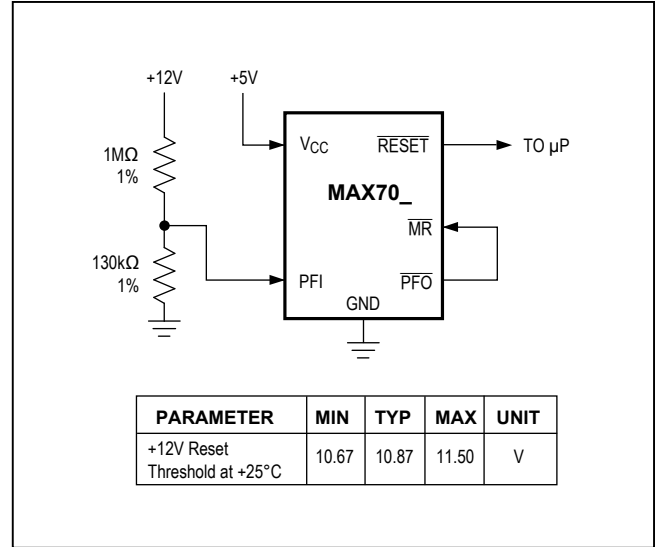 +12V
+5V
1MΩ
1%
130kΩ
1%
VCC
RESET
TO μP
MAX70_
MR
PFI
PFO
GND
PARAMETER MIN TYP MAX UNIT
+12V Reset
Threshold at +25°C 10.67 10.87 11.50 V